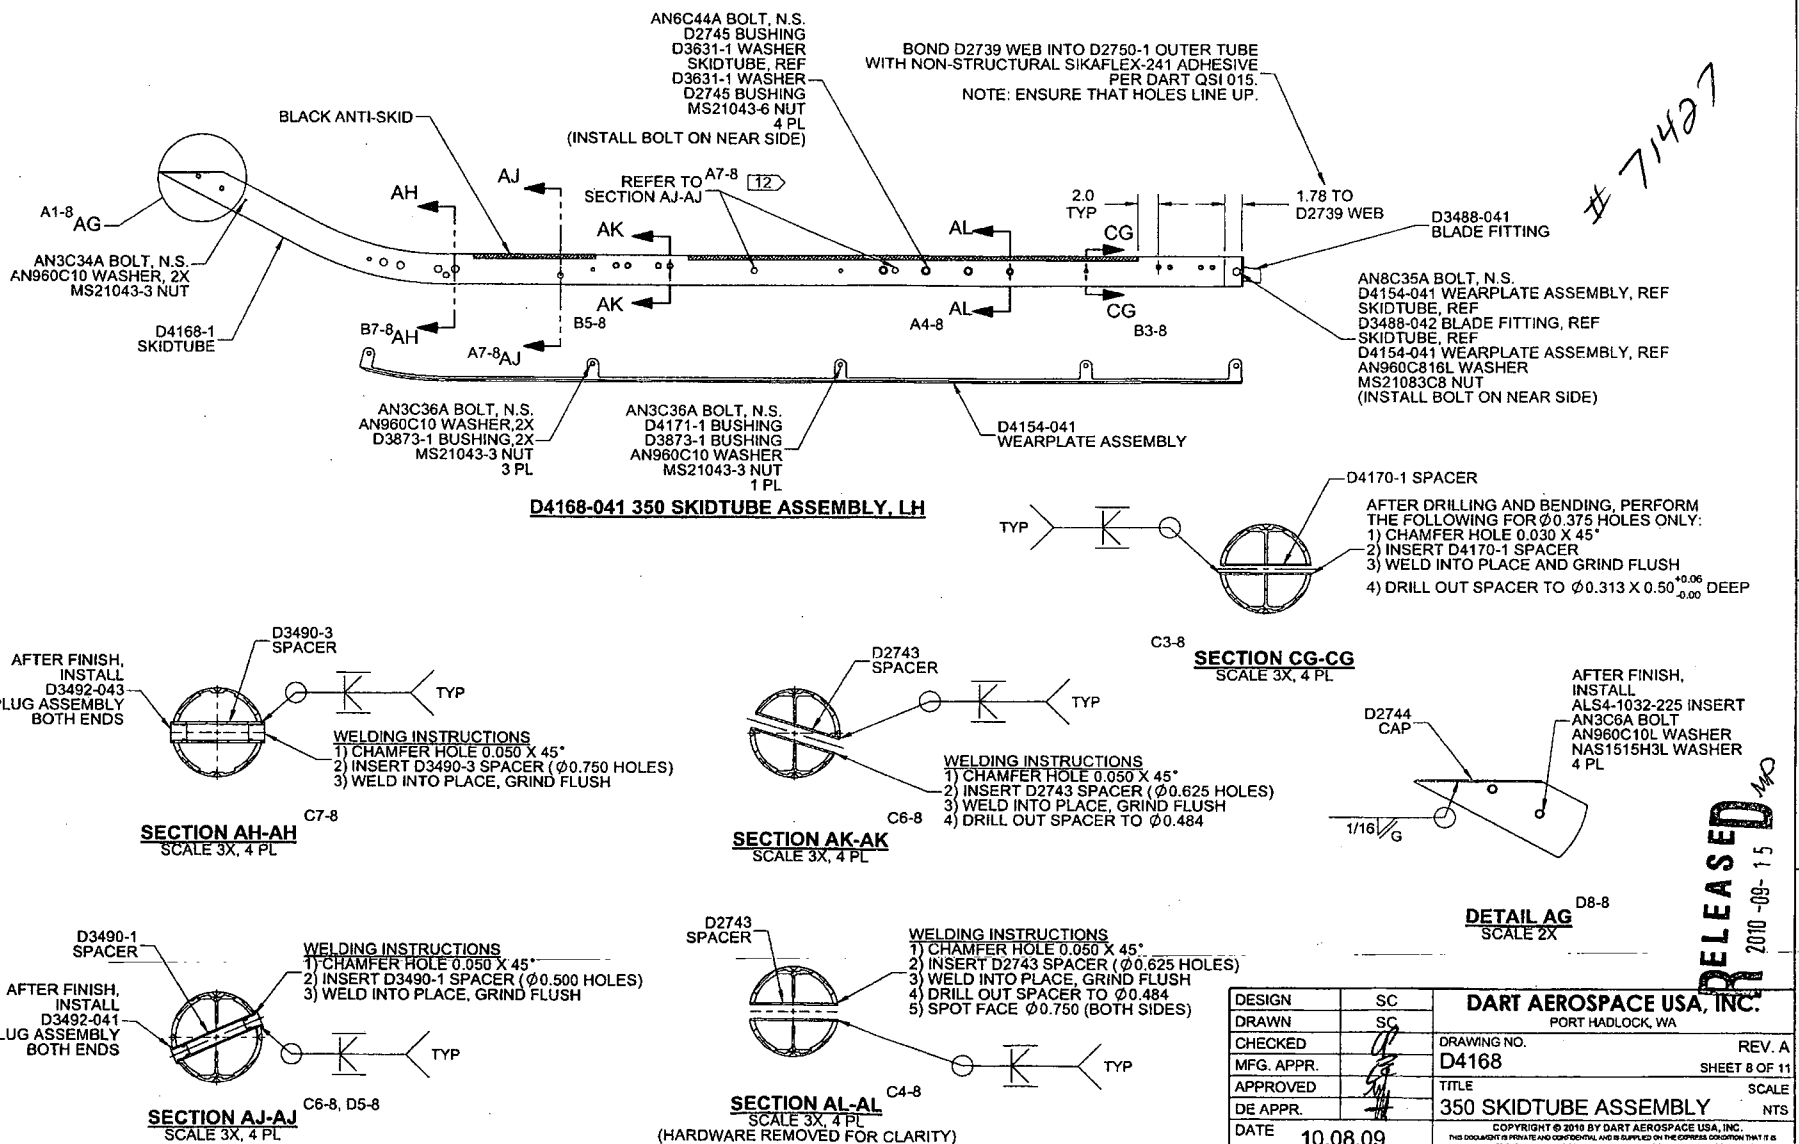 AN6C44A BOLT, N.S.
D2745 BUSHING
D3631-1 WASHER
SKIDTUBE, REF
D3631-1 WASHER
D2745 BUSHING
MS21043-6 NUT
4 PL
(INSTALL BOLT ON NEAR SIDE)
BOND D2739 WEB INTO D2750-1 OUTER TUBE
WITH NON-STRUCTURAL SIKAFLEX-241 ADHESIVE
PER DART QSI 015.
NOTE: ENSURE THAT HOLES LINE UP.
# 71427
BLACK ANTI-SKID
A1-8
AG
AN3C34A BOLT, N.S.
AN960C10 WASHER, 2X
MS21043-3 NUT
D4168-1
SKIDTUBE
AH
AJ
REFER TO
SECTION AJ-AJ
A7-8
12
AK
AL
CG
2.0
TYP
1.78 TO
D2739 WEB
D3488-041
BLADE FITTING
B7-8
AH
A7-8
AJ
B5-8
AK
A4-8
AL
CG
B3-8
AN8C35A BOLT, N.S.
D4154-041 WEARPLATE ASSEMBLY, REF
SKIDTUBE, REF
D3488-042 BLADE FITTING, REF
SKIDTUBE, REF
D4154-041 WEARPLATE ASSEMBLY, REF
AN960C816L WASHER
MS21083C8 NUT
(INSTALL BOLT ON NEAR SIDE)
AN3C36A BOLT, N.S.
AN960C10 WASHER,2X
D3873-1 BUSHING,2X
MS21043-3 NUT
3 PL
AN3C36A BOLT, N.S.
D4171-1 BUSHING
D3873-1 BUSHING
AN960C10 WASHER
MS21043-3 NUT
1 PL
D4154-041
WEARPLATE ASSEMBLY
D4168-041 350 SKIDTUBE ASSEMBLY, LH
TYP
K
D4170-1 SPACER
AFTER DRILLING AND BENDING, PERFORM
THE FOLLOWING FOR Ø0.375 HOLES ONLY:
1) CHAMFER HOLE 0.030 X 45°
2) INSERT D4170-1 SPACER
3) WELD INTO PLACE AND GRIND FLUSH
4) DRILL OUT SPACER TO Ø0.313 X 0.50 +0.06 -0.00 DEEP
C3-8
SECTION CG-CG
SCALE 3X, 4 PL
D3490-3
SPACER
AFTER FINISH,
INSTALL
D3492-043
PLUG ASSEMBLY
BOTH ENDS
K
TYP
WELDING INSTRUCTIONS
1) CHAMFER HOLE 0.050 X 45°
2) INSERT D3490-3 SPACER (Ø0.750 HOLES)
3) WELD INTO PLACE, GRIND FLUSH
C7-8
SECTION AH-AH
SCALE 3X, 4 PL
D2743
SPACER
K
TYP
WELDING INSTRUCTIONS
1) CHAMFER HOLE 0.050 X 45°
2) INSERT D2743 SPACER (Ø0.625 HOLES)
3) WELD INTO PLACE, GRIND FLUSH
4) DRILL OUT SPACER TO Ø0.484
C6-8
SECTION AK-AK
SCALE 3X, 4 PL
D2744
CAP
AFTER FINISH,
INSTALL
ALS4-1032-225 INSERT
AN3C6A BOLT
AN960C10L WASHER
NAS1515H3L WASHER
4 PL
1/16
G
D8-8
DETAIL AG
SCALE 2X
RELEASED
2010-09-15
D3490-1
SPACER
AFTER FINISH,
INSTALL
D3492-041
PLUG ASSEMBLY
BOTH ENDS
WELDING INSTRUCTIONS
1) CHAMFER HOLE 0.050 X 45°
2) INSERT D3490-1 SPACER (Ø0.500 HOLES)
3) WELD INTO PLACE, GRIND FLUSH
K
TYP
C6-8, D5-8
SECTION AJ-AJ
SCALE 3X, 4 PL
D2743
SPACER
WELDING INSTRUCTIONS
1) CHAMFER HOLE 0.050 X 45°
2) INSERT D2743 SPACER (Ø0.625 HOLES)
3) WELD INTO PLACE, GRIND FLUSH
4) DRILL OUT SPACER TO Ø0.484
5) SPOT FACE Ø0.750 (BOTH SIDES)
K
TYP
C4-8
SECTION AL-AL
SCALE 3X, 4 PL
(HARDWARE REMOVED FOR CLARITY)
DESIGN SC
DRAWN SC
CHECKED
MFG. APPR.
APPROVED
DE APPR.
DATE 10.08.09
DART AEROSPACE USA, INC.
PORT HADLOCK, WA
DRAWING NO. REV. A
D4168 SHEET 8 OF 11
TITLE SCALE
350 SKIDTUBE ASSEMBLY NTS
COPYRIGHT © 2010 BY DART AEROSPACE USA, INC.
THIS DOCUMENT IS PRIVATE AND CONFIDENTIAL AND IS SUPPLIED ON THE EXPRESS CONDITION THAT IT IS